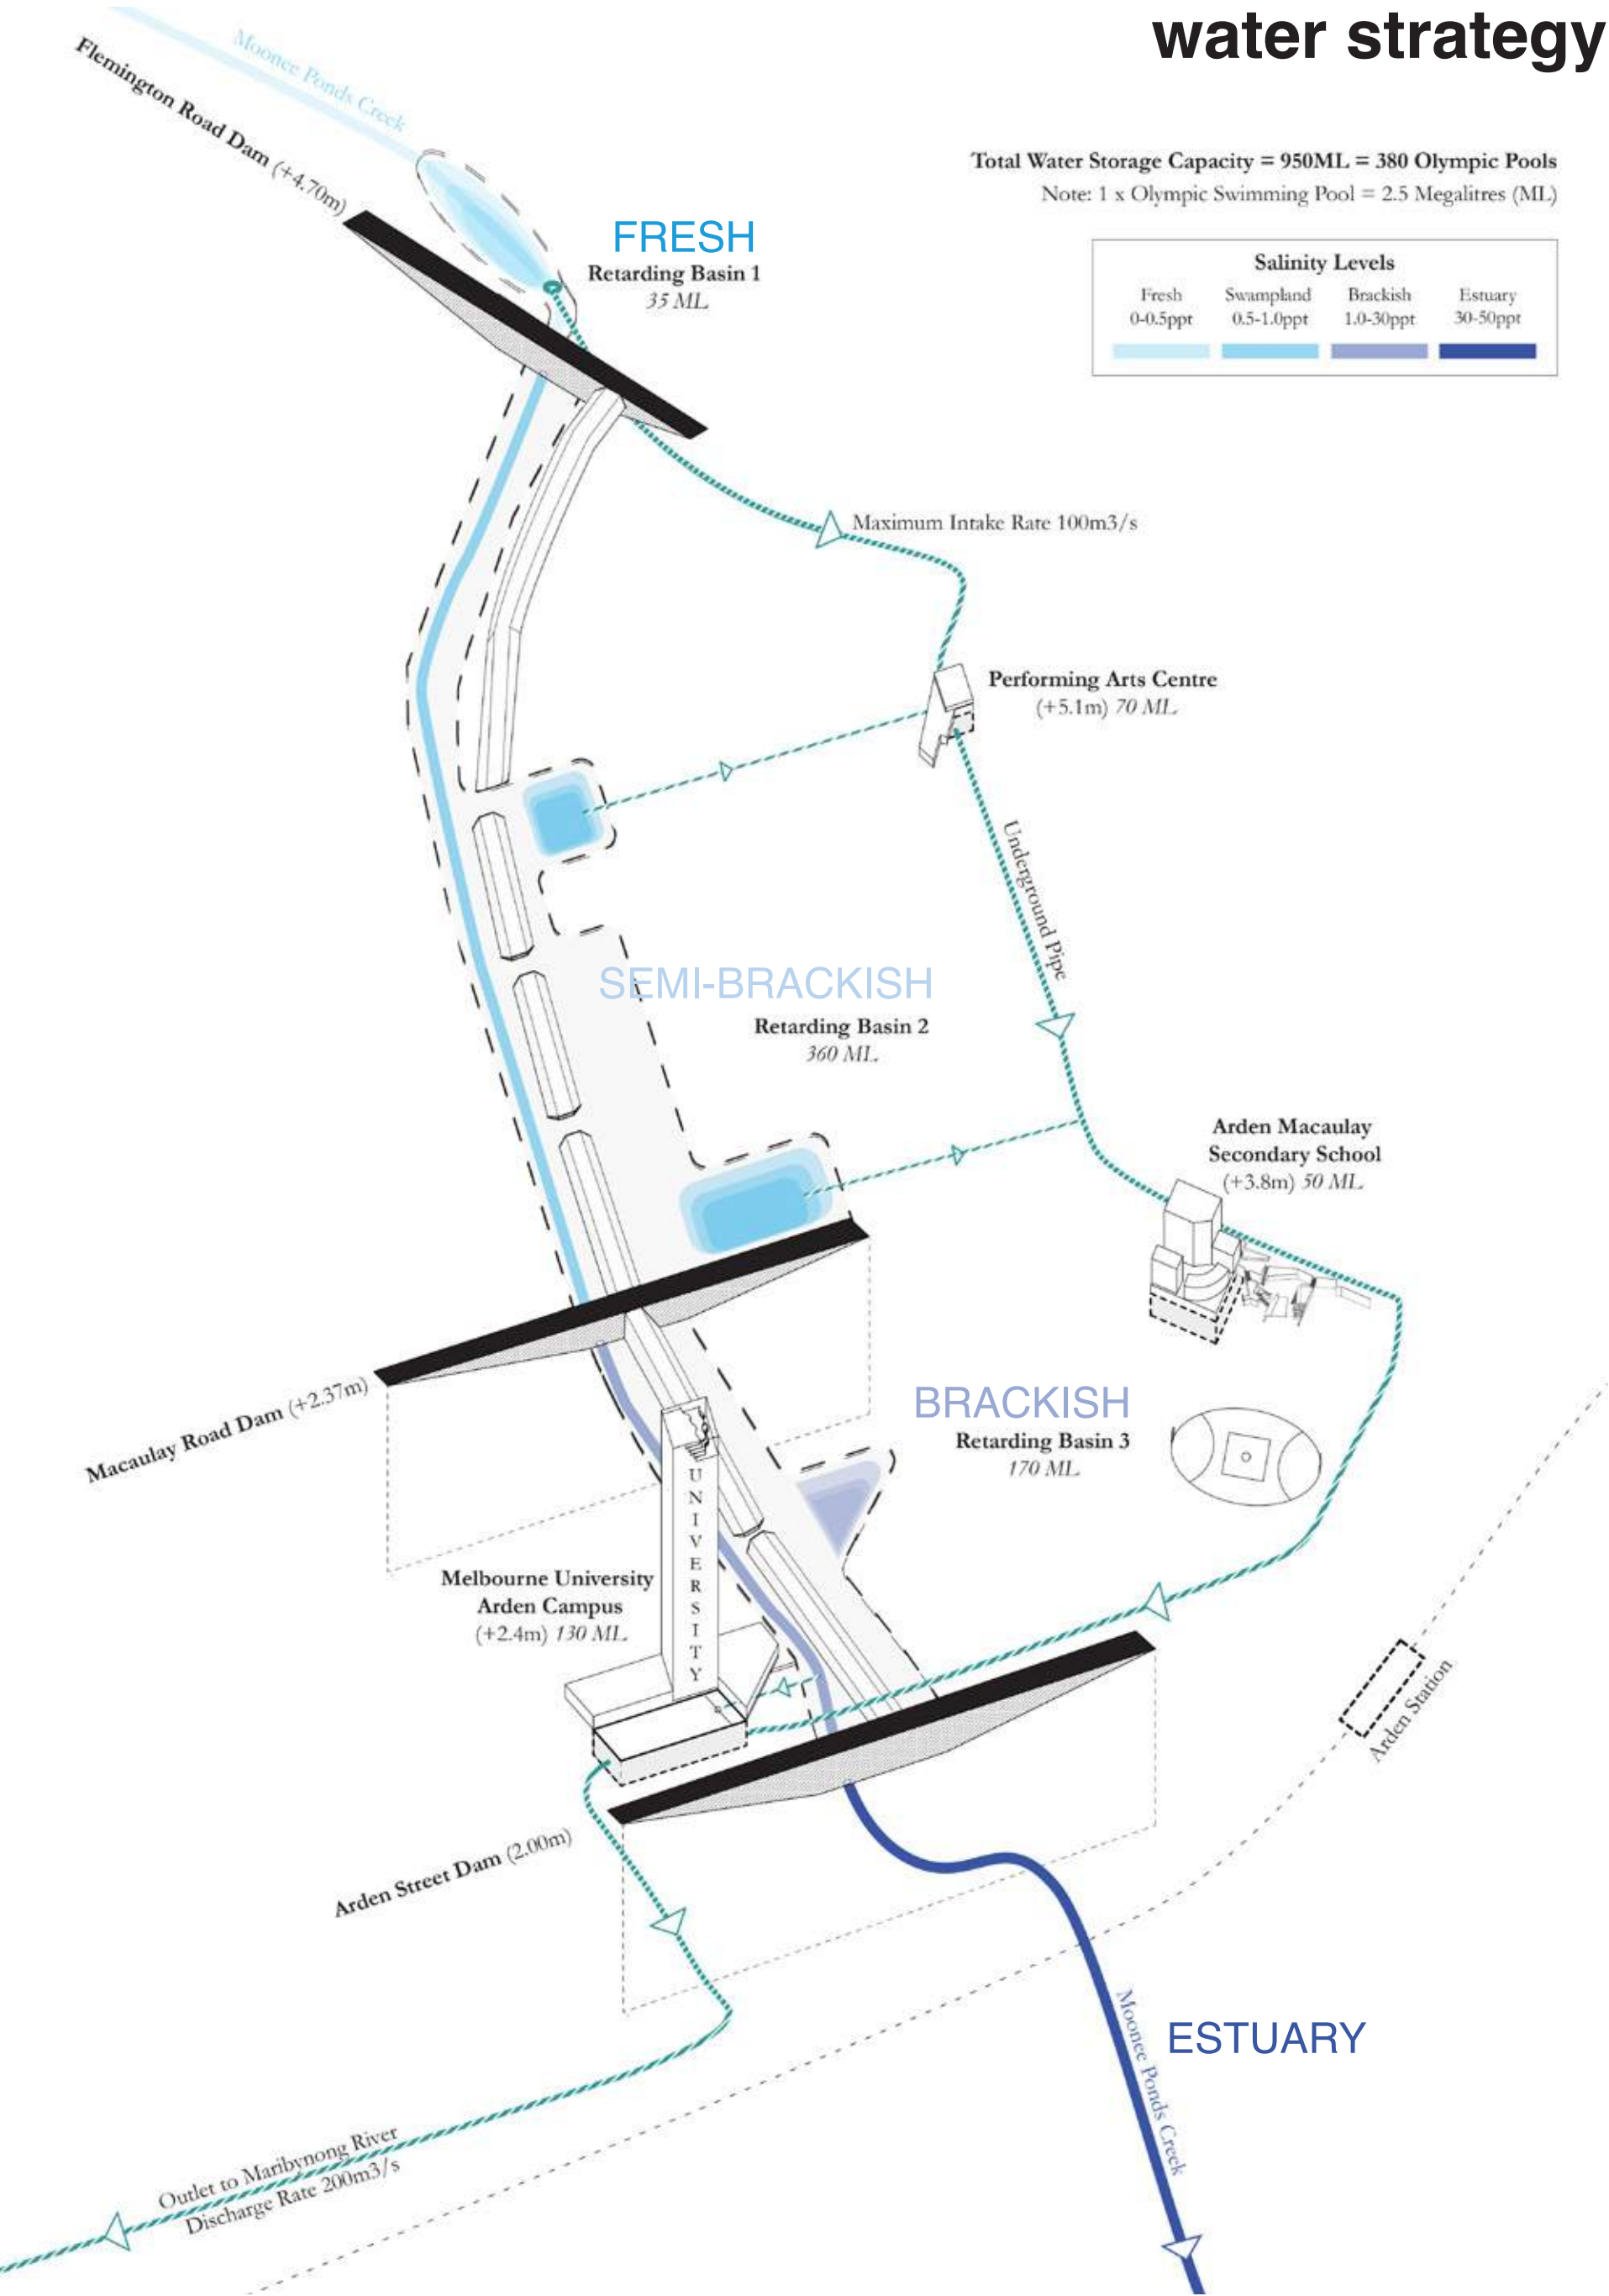 water strategy
Moonee Ponds Creek
Flemington Road Dam (+4.70m)
Total Water Storage Capacity = 950ML = 380 Olympic Pools
Note: 1 x Olympic Swimming Pool = 2.5 Megalitres (ML)
FRESH
Retarding Basin 1
35 ML
Salinity Levels
Fresh
0-0.5ppt
Swampland
0.5-1.0ppt
Brackish
1.0-30ppt
Estuary
30-50ppt
Maximum Intake Rate 100m3/s
Performing Arts Centre
(+5.1m) 70 ML
Underground Pipe
SEMI-BRACKISH
Retarding Basin 2
360 ML
Arden Macaulay
Secondary School
(+3.8m) 50 ML
Macaulay Road Dam (+2.37m)
BRACKISH
Retarding Basin 3
170 ML
UNIVERSITY
Melbourne University
Arden Campus
(+2.4m) 130 ML
Arden Station
Arden Street Dam (2.00m)
Moonee Ponds Creek
ESTUARY
Outlet to Maribynong River
Discharge Rate 200m3/s